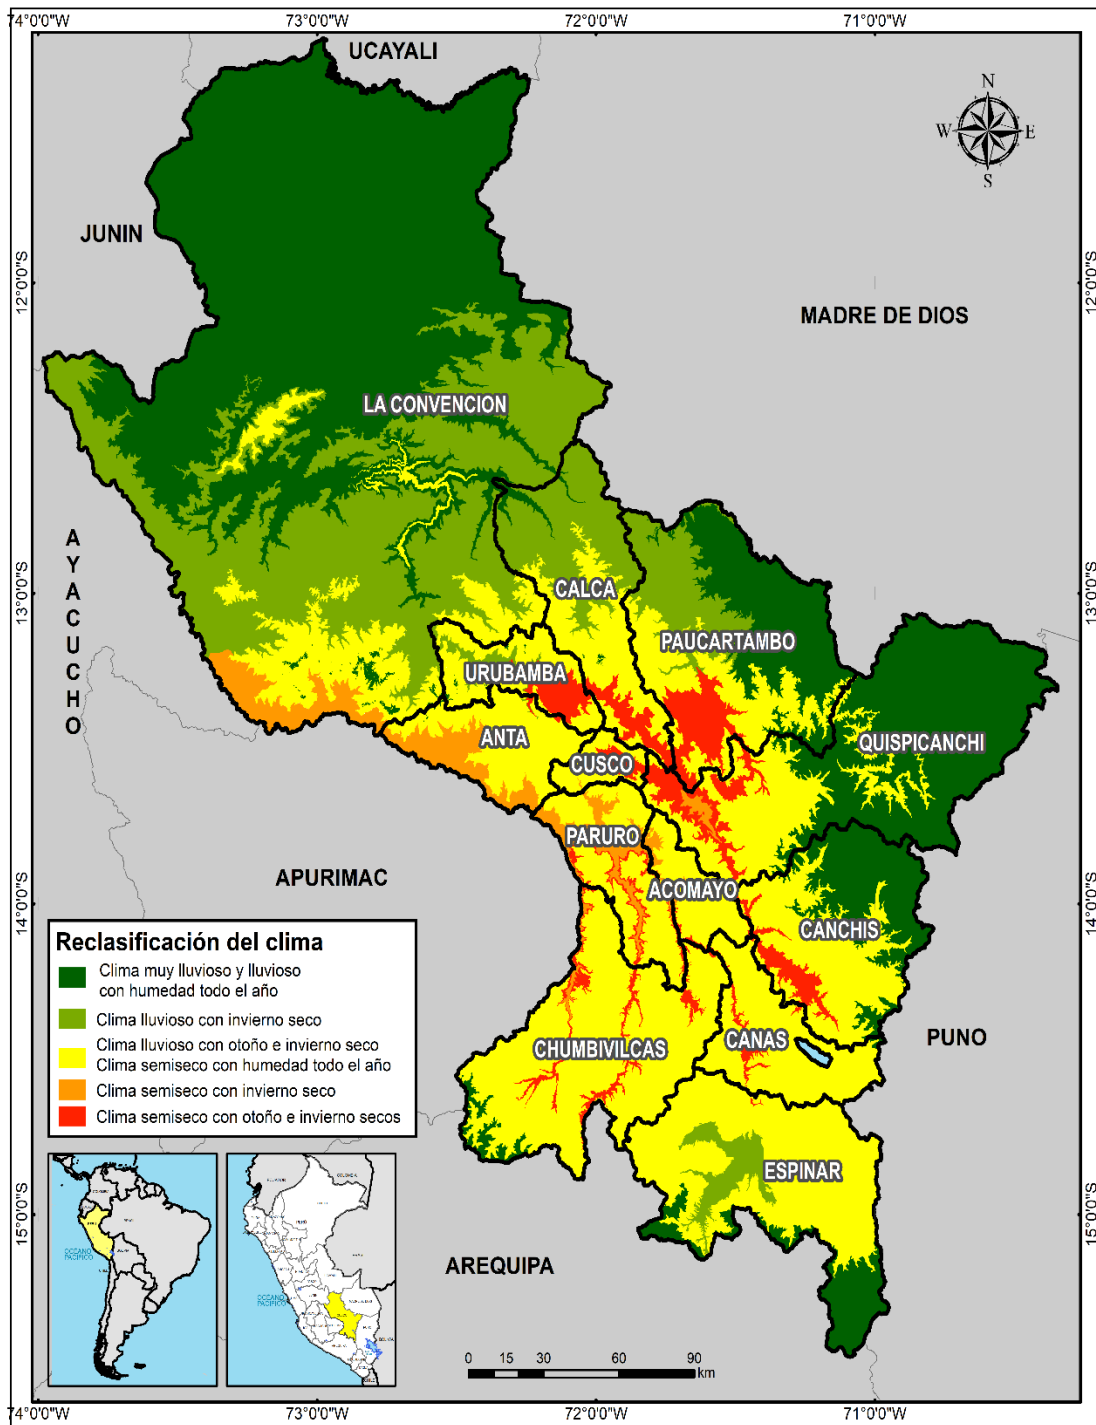 74°0'0"W 73°0'0"W 72°0'0"W 71°0'0"W
UCAYALI
N
W E
S
JUNIN
12°0'0"S 12°0'0"S
MADRE DE DIOS
LA CONVENCION
AYACUCHO
CALCA
13°0'0"S 13°0'0"S
PAUCARTAMBO
URUBAMBA
ANTA
QUISPICANCHI
CUSCO
PARURO
APURIMAC
ACOMAYO
14°0'0"S 14°0'0"S
CANCHIS
Reclasificación del clima
Clima muy lluvioso y lluvioso
con humedad todo el año
Clima lluvioso con invierno seco
Clima lluvioso con otoño e invierno seco
Clima semiseco con humedad todo el año
Clima semiseco con invierno seco
Clima semiseco con otoño e invierno secos
PUNO
CANAS
CHUMBIVILCAS
ESPINAR
15°0'0"S 15°0'0"S
AREQUIPA
OCÉANO
PACÍFICO
OCÉANO
PACÍFICO
0 15 30 60 90
km
74°0'0"W 73°0'0"W 72°0'0"W 71°0'0"W